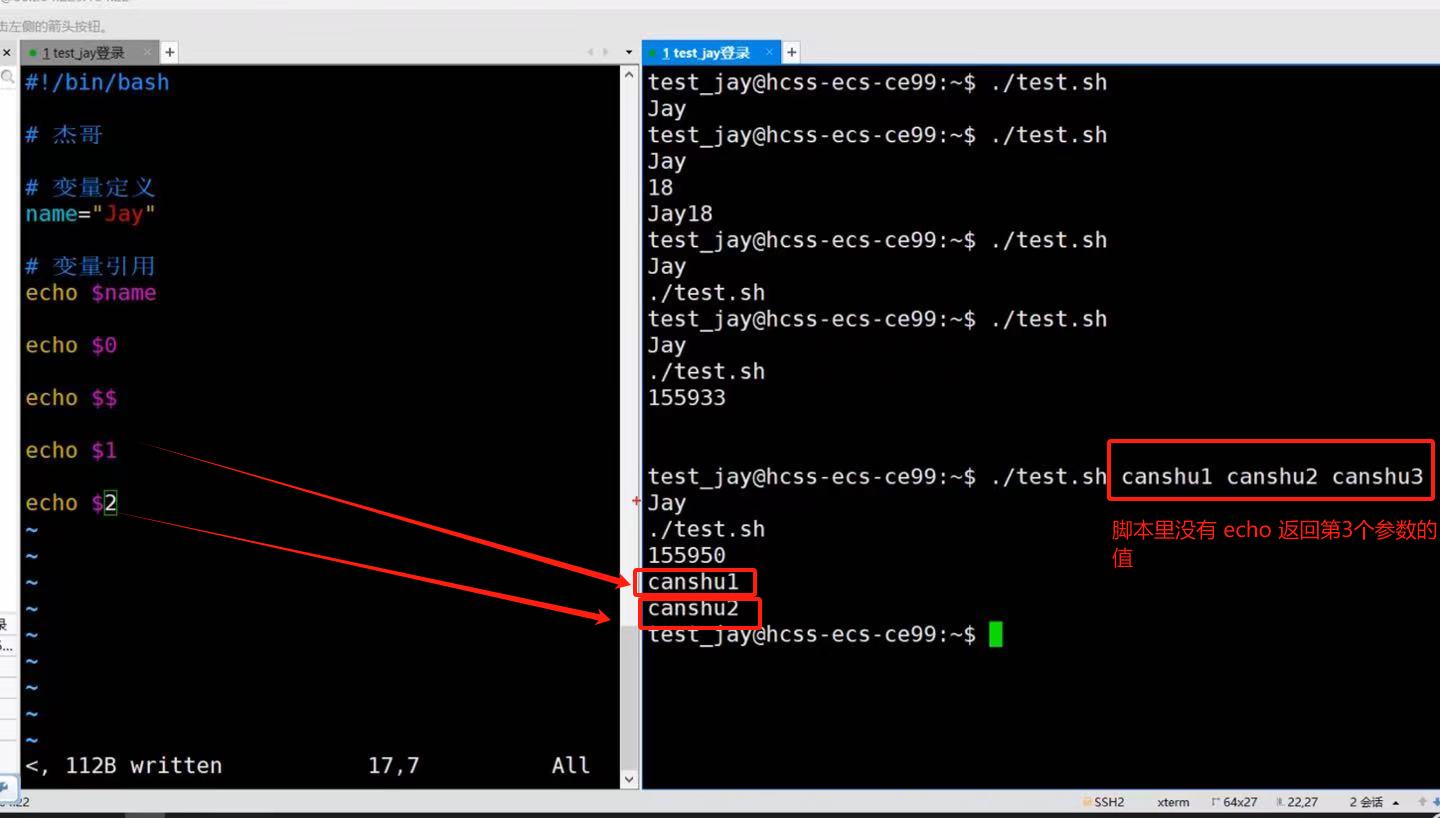 击左侧的箭头按钮。
1 test_jay登录
#!/bin/bash
# 杰哥
# 变量定义
name="Jay"
# 变量引用
echo $name
echo $0
echo $$
echo $1
echo $2
~
~
~
~
~
~
~
~
~
<, 112B written 17,7 All
1 test_jay登录
test_jay@hcss-ecs-ce99:~$ ./test.sh
Jay
test_jay@hcss-ecs-ce99:~$ ./test.sh
Jay
18
Jay18
test_jay@hcss-ecs-ce99:~$ ./test.sh
Jay
./test.sh
test_jay@hcss-ecs-ce99:~$ ./test.sh
Jay
./test.sh
155933
test_jay@hcss-ecs-ce99:~$ ./test.sh canshu1 canshu2 canshu3
Jay
./test.sh
155950
canshu1
canshu2
test_jay@hcss-ecs-ce99:~$
脚本里没有 echo 返回第3个参数的
值
SSH2 xterm 64x27 22,27 2 会话